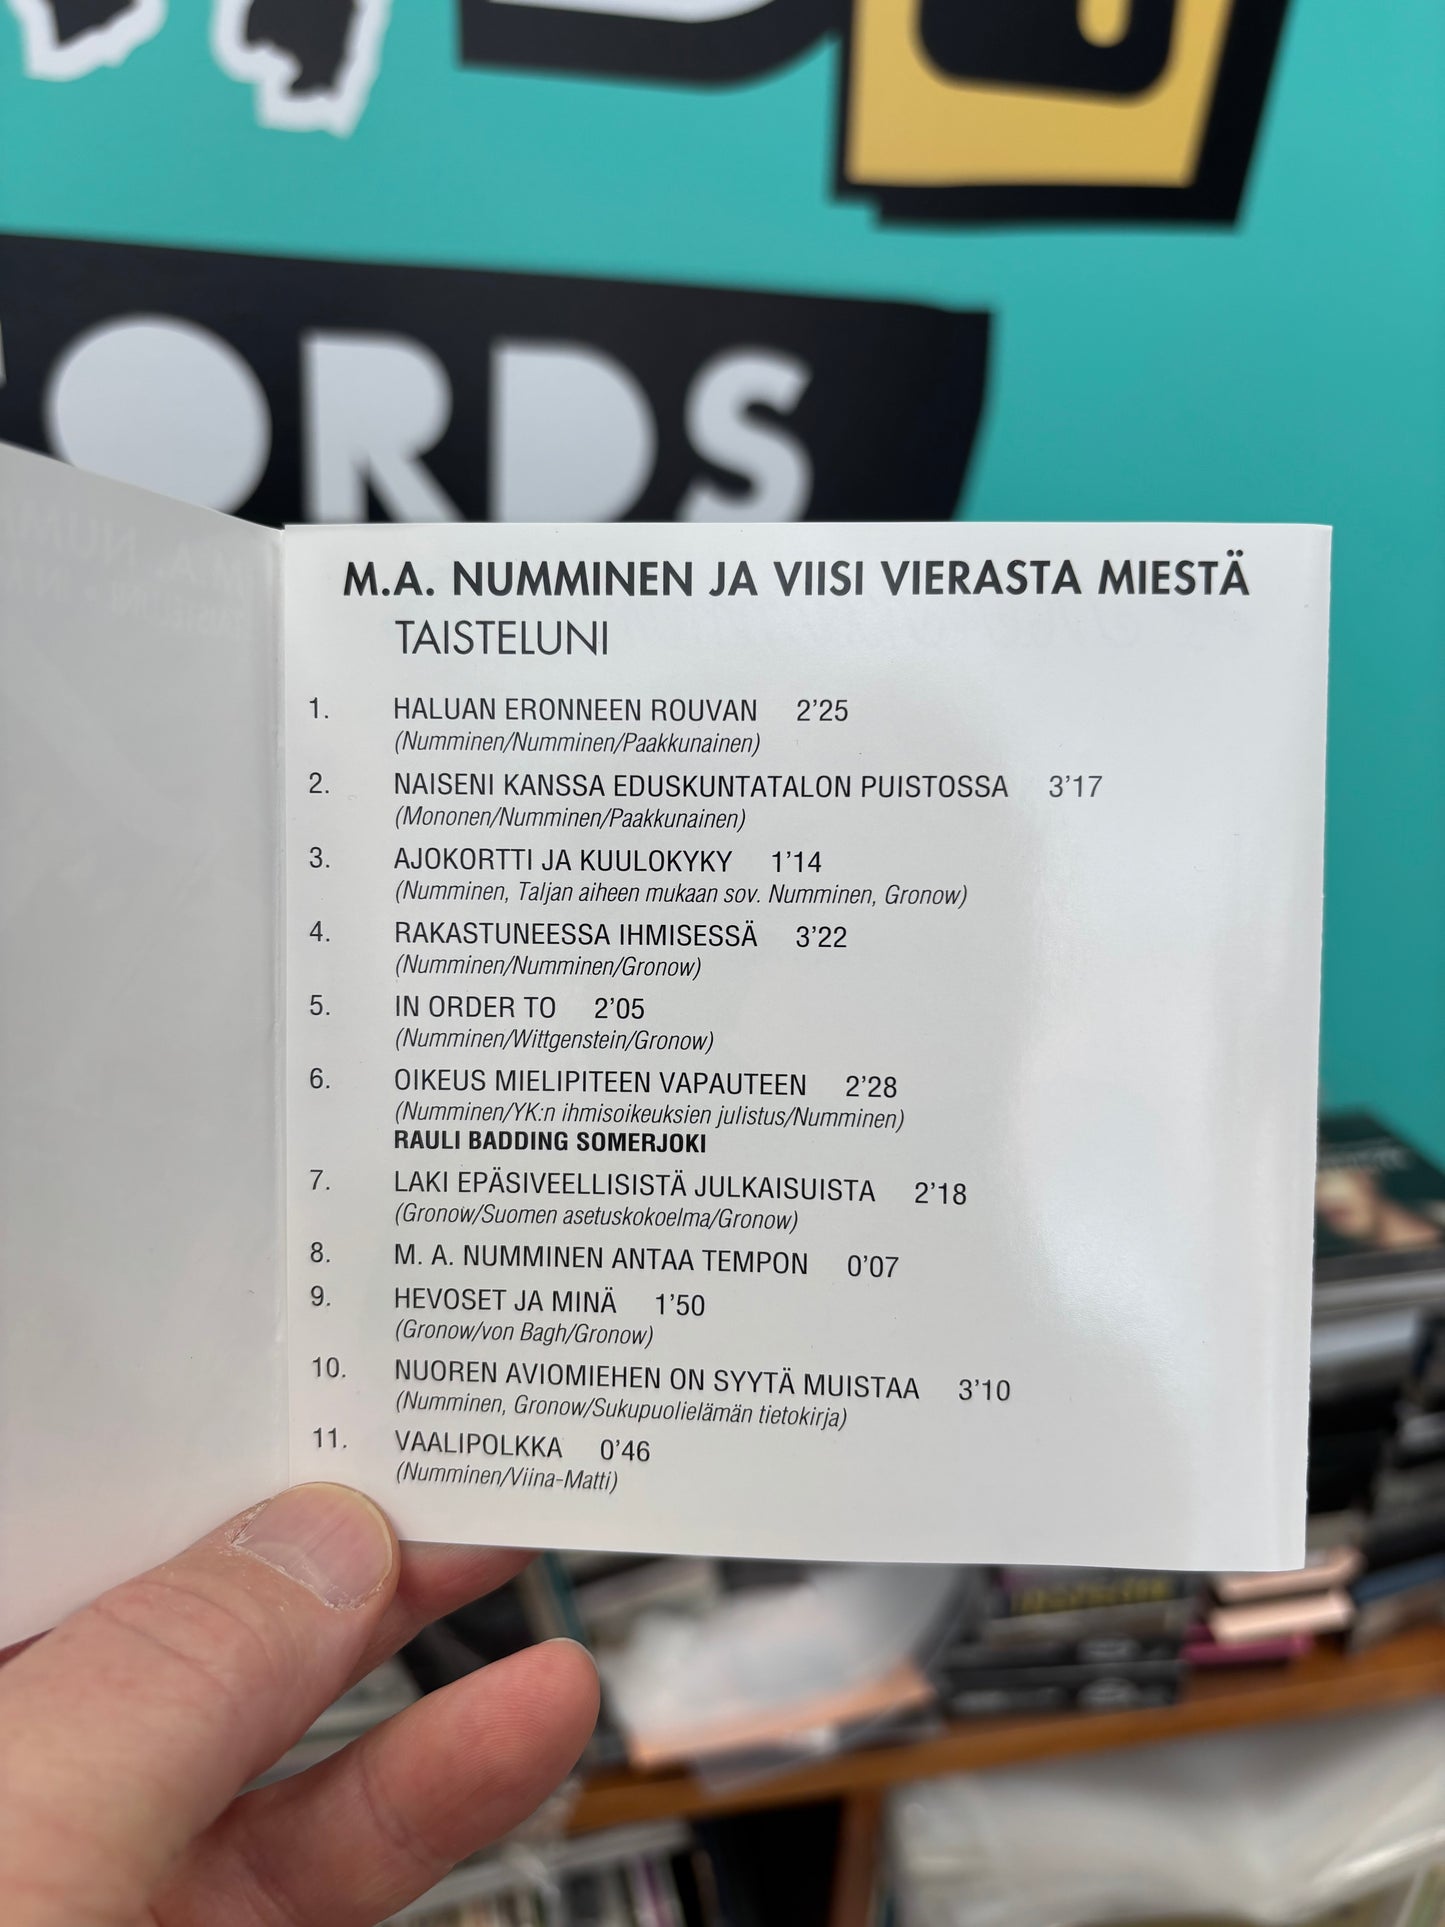 ORDS
M.A. NUMMINEN JA VIISI VIERASTA MIESTÄ
TAISTELUNI
1. HALUAN ERONNEEN ROUVAN 2'25
(Numminen/Numminen/Paakkunainen)
2. NAISENI KANSSA EDUSKUNTATALON PUISTOSSA 3'17
(Mononen/Numminen/Paakkunainen)
3. AJOKORTTI JA KUULOKYKY 1'14
(Numminen, Taljan aiheen mukaan sov. Numminen, Gronow)
4. RAKASTUNEESSA IHMISESSÄ 3'22
(Numminen/Numminen/Gronow)
5. IN ORDER TO 2'05
(Numminen/Wittgenstein/Gronow)
6. OIKEUS MIELIPITEEN VAPAUTEEN 2'28
(Numminen/YK:n ihmisoikeuksien julistus/Numminen)
RAULI BADDING SOMERJOKI
7. LAKI EPÄSIVEELLISISTÄ JULKAISUISTA 2'18
(Gronow/Suomen asetuskokoelma/Gronow)
8. M. A. NUMMINEN ANTAA TEMPON 0'07
9. HEVOSET JA MINÄ 1'50
(Gronow/von Bagh/Gronow)
10. NUOREN AVIOMIEHEN ON SYYTÄ MUISTAA 3'10
(Numminen, Gronow/Sukupuolielämän tietokirja)
11. VAALIPOLKKA 0'46
(Numminen/Viina-Matti)